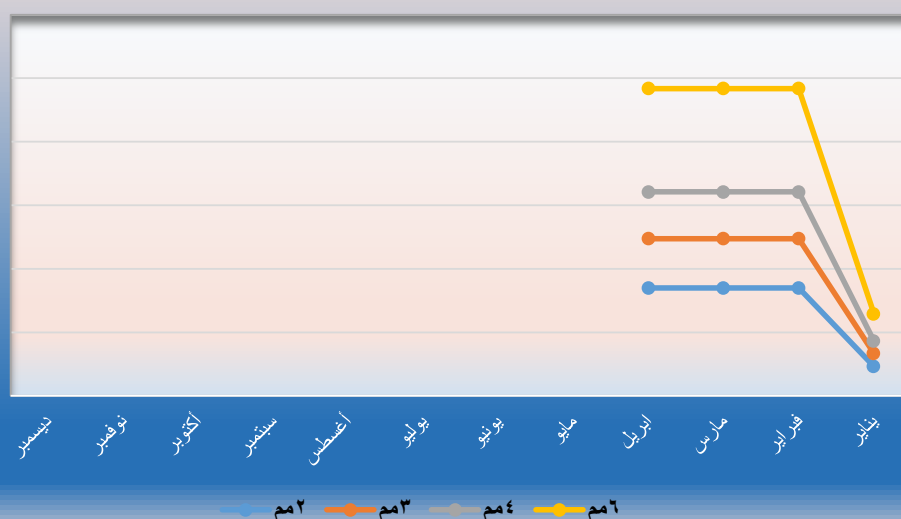 يناير
فبراير
مارس
ابريل
مايو
يونيو
يوليو
أغسطس
سبتمبر
أكتوبر
نوفمبر
ديسمبر
٢مم ٣مم ٤مم ٦مم